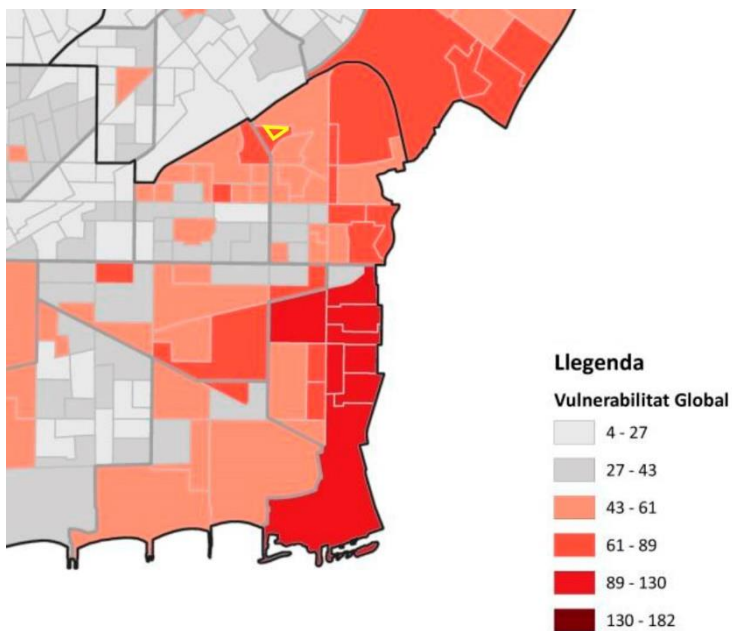 Llegenda
Vulnerabilitat Global
4 - 27
27 - 43
43 - 61
61 - 89
89 - 130
130 - 182